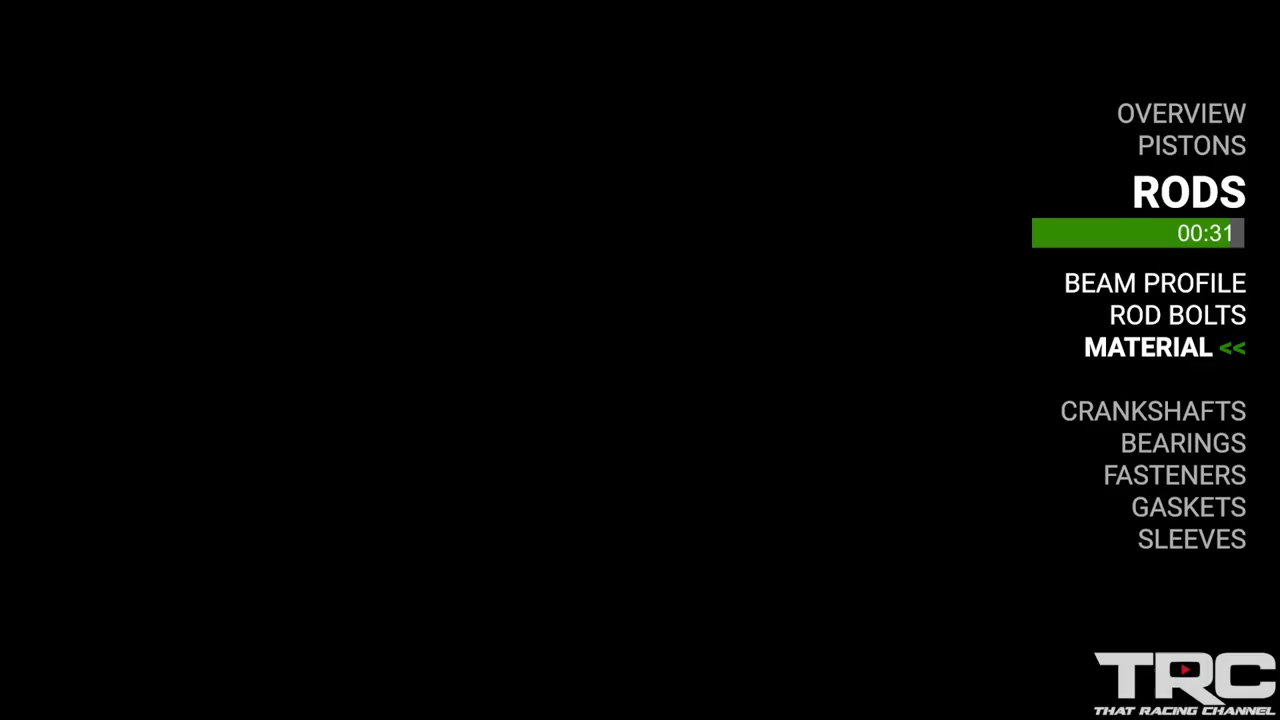 OVERVIEW
PISTONS
RODS
00:31
BEAM PROFILE
ROD BOLTS
MATERIAL <<
CRANKSHAFTS
BEARINGS
FASTENERS
GASKETS
SLEEVES
TRC
THAT RACING CHANNEL